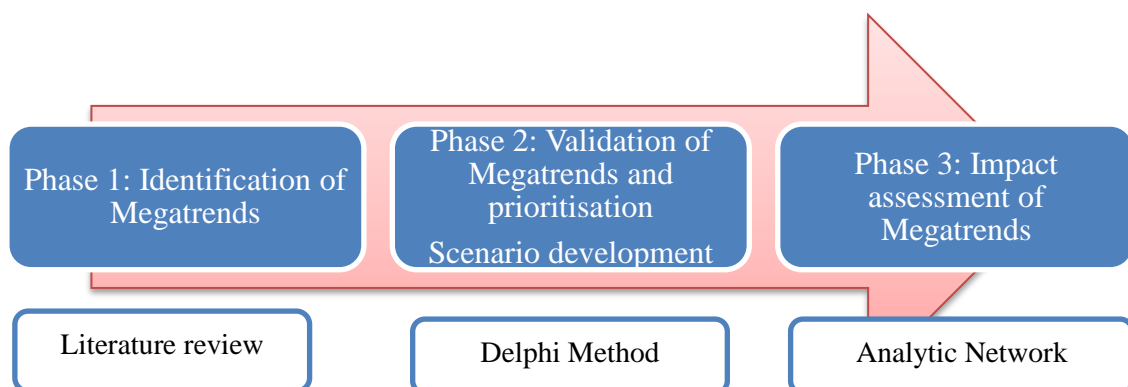 Phase 1: Identification of
Megatrends
Phase 2: Validation of
Megatrends and
prioritisation
Scenario development
Phase 3: Impact
assessment of
Megatrends
Literature review
Delphi Method
Analytic Network